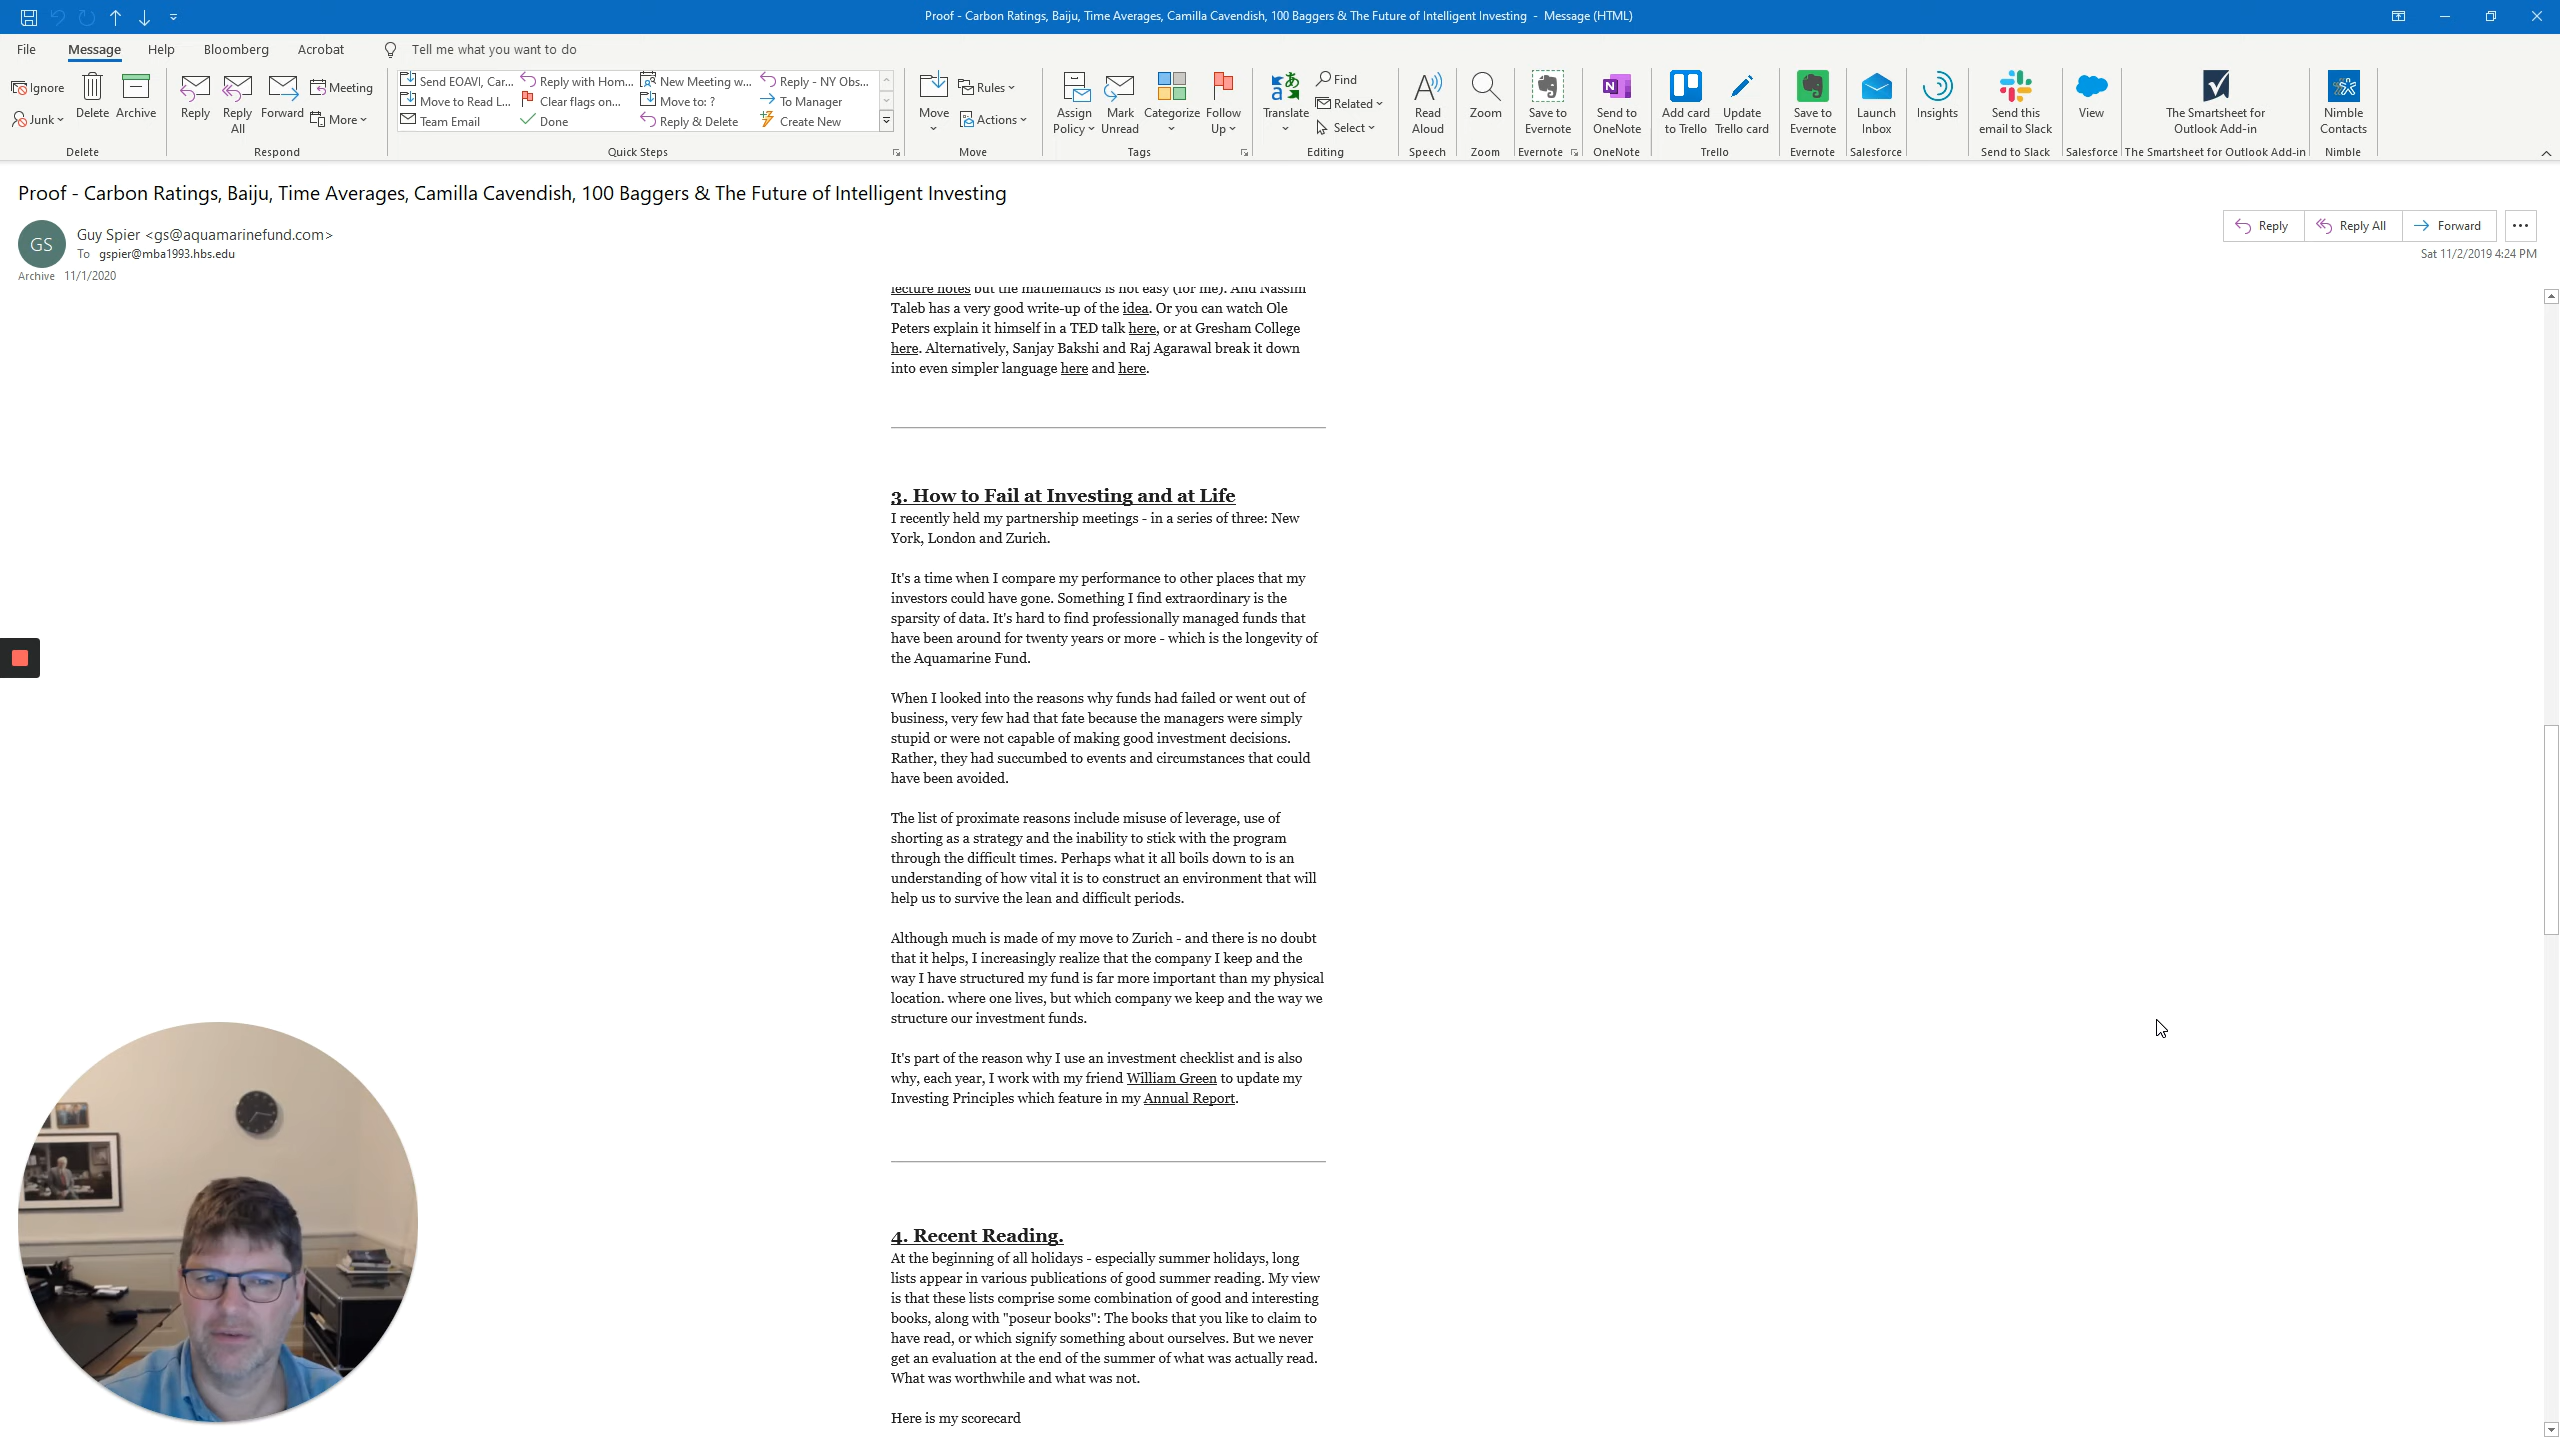 Proof - Carbon Ratings, Baiju, Time Averages, Camilla Cavendish, 100 Baggers & The Future of Intelligent Investing - Message (HTML)
File Message Help Bloomberg Acrobat Tell me what you want to do
Ignore
Junk
Delete
Archive
Delete
Reply
Reply All
Forward
Meeting
More
Respond
Send EOAVI, Car... Reply with Hom... New Meeting w... Reply - NY Obs...
Move to Read L... Clear flags on... Move to: ? To Manager
Team Email Done Reply & Delete Create New
Quick Steps
Move
Rules
Actions
Move
Assign Policy
Mark Unread
Categorize
Follow Up
Tags
Translate
Find
Related
Select
Editing
Read Aloud
Speech
Zoom
Zoom
Save to Evernote
Evernote
Send to OneNote
OneNote
Add card to Trello
Update Trello card
Trello
Save to Evernote
Evernote
Launch Inbox
Salesforce
Insights
Send this email to Slack
Send to Slack
View
Salesforce
The Smartsheet for Outlook Add-in
The Smartsheet for Outlook Add-in
Nimble Contacts
Nimble
Proof - Carbon Ratings, Baiju, Time Averages, Camilla Cavendish, 100 Baggers & The Future of Intelligent Investing
GS
Guy Spier <gs@aquamarinefund.com>
To gspier@mba1993.hbs.edu
Archive 11/1/2020
Reply Reply All Forward
Sat 11/2/2019 4:24 PM
lecture notes but the mathematics is not easy (for me). And Nassim
Taleb has a very good write-up of the idea. Or you can watch Ole
Peters explain it himself in a TED talk here, or at Gresham College
here. Alternatively, Sanjay Bakshi and Raj Agarawal break it down
into even simpler language here and here.
3. How to Fail at Investing and at Life
I recently held my partnership meetings - in a series of three: New
York, London and Zurich.
It's a time when I compare my performance to other places that my
investors could have gone. Something I find extraordinary is the
sparsity of data. It's hard to find professionally managed funds that
have been around for twenty years or more - which is the longevity of
the Aquamarine Fund.
When I looked into the reasons why funds had failed or went out of
business, very few had that fate because the managers were simply
stupid or were not capable of making good investment decisions.
Rather, they had succumbed to events and circumstances that could
have been avoided.
The list of proximate reasons include misuse of leverage, use of
shorting as a strategy and the inability to stick with the program
through the difficult times. Perhaps what it all boils down to is an
understanding of how vital it is to construct an environment that will
help us to survive the lean and difficult periods.
Although much is made of my move to Zurich - and there is no doubt
that it helps, I increasingly realize that the company I keep and the
way I have structured my fund is far more important than my physical
location. where one lives, but which company we keep and the way we
structure our investment funds.
It's part of the reason why I use an investment checklist and is also
why, each year, I work with my friend William Green to update my
Investing Principles which feature in my Annual Report.
4. Recent Reading.
At the beginning of all holidays - especially summer holidays, long
lists appear in various publications of good summer reading. My view
is that these lists comprise some combination of good and interesting
books, along with "poseur books": The books that you like to claim to
have read, or which signify something about ourselves. But we never
get an evaluation at the end of the summer of what was actually read.
What was worthwhile and what was not.
Here is my scorecard